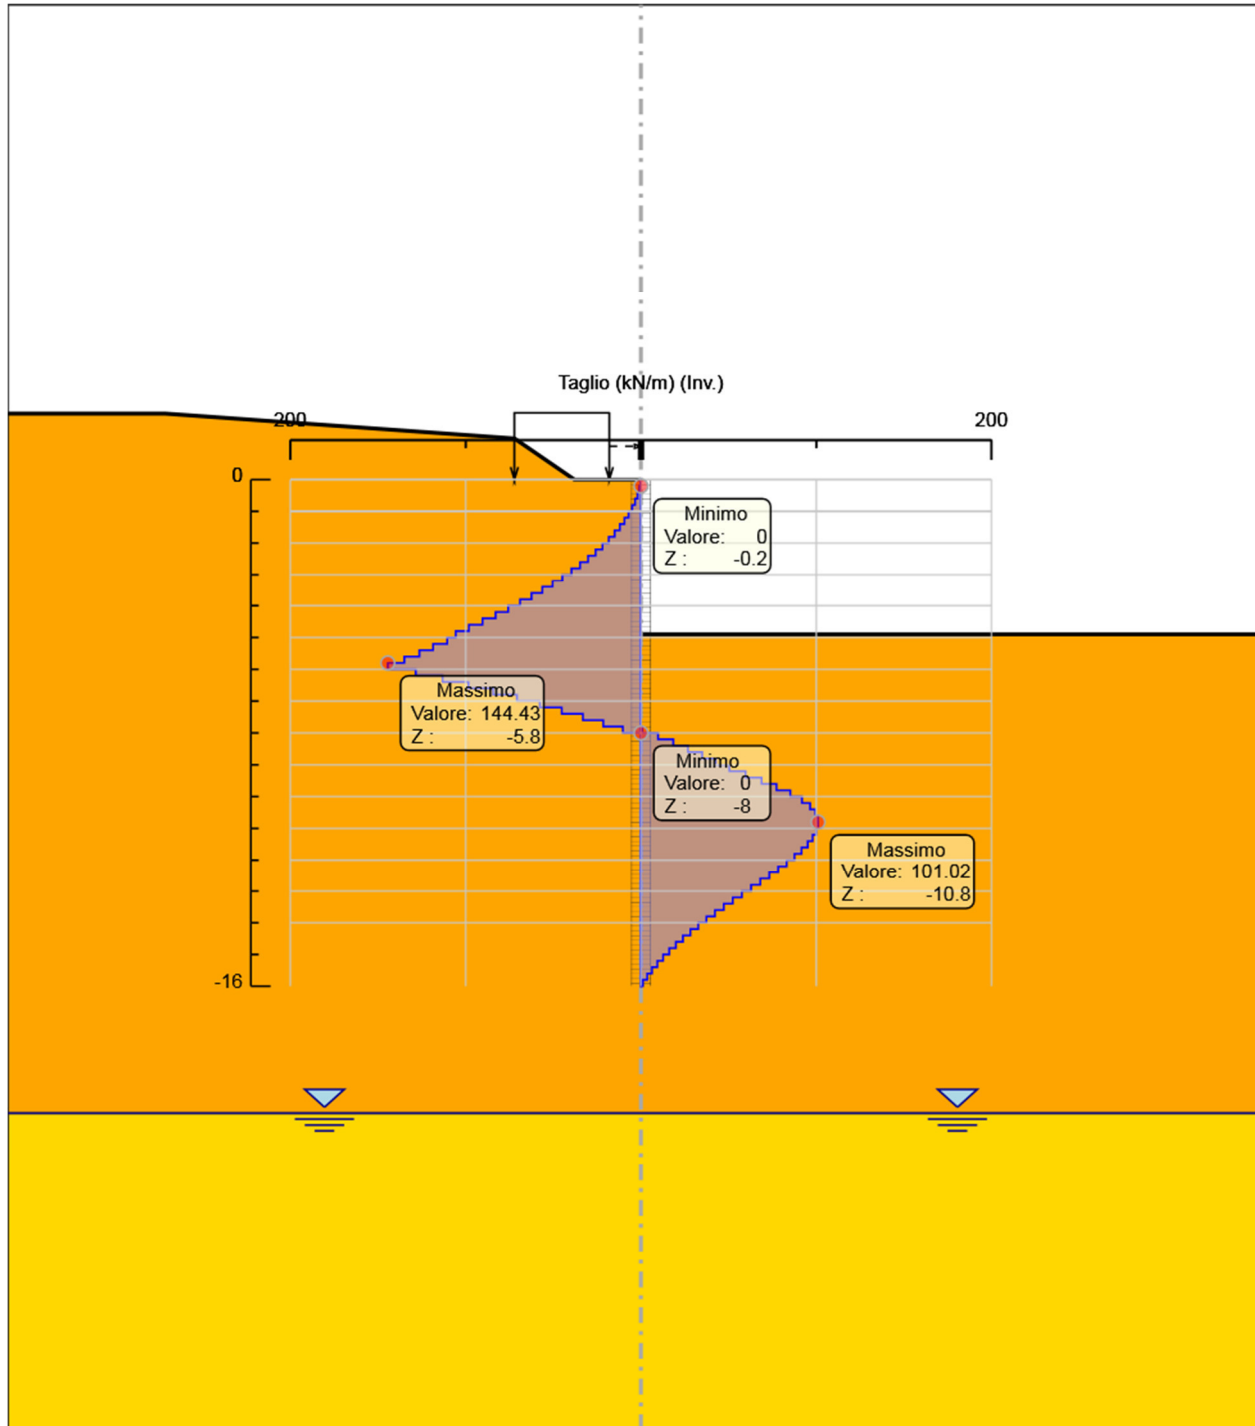 Taglio (kN/m) (Inv.)
200
200
0
Minimo
Valore: 0
Z : -0.2
Massimo
Valore: 144.43
Z : -5.8
Minimo
Valore: 0
Z : -8
Massimo
Valore: 101.02
Z : -10.8
-16